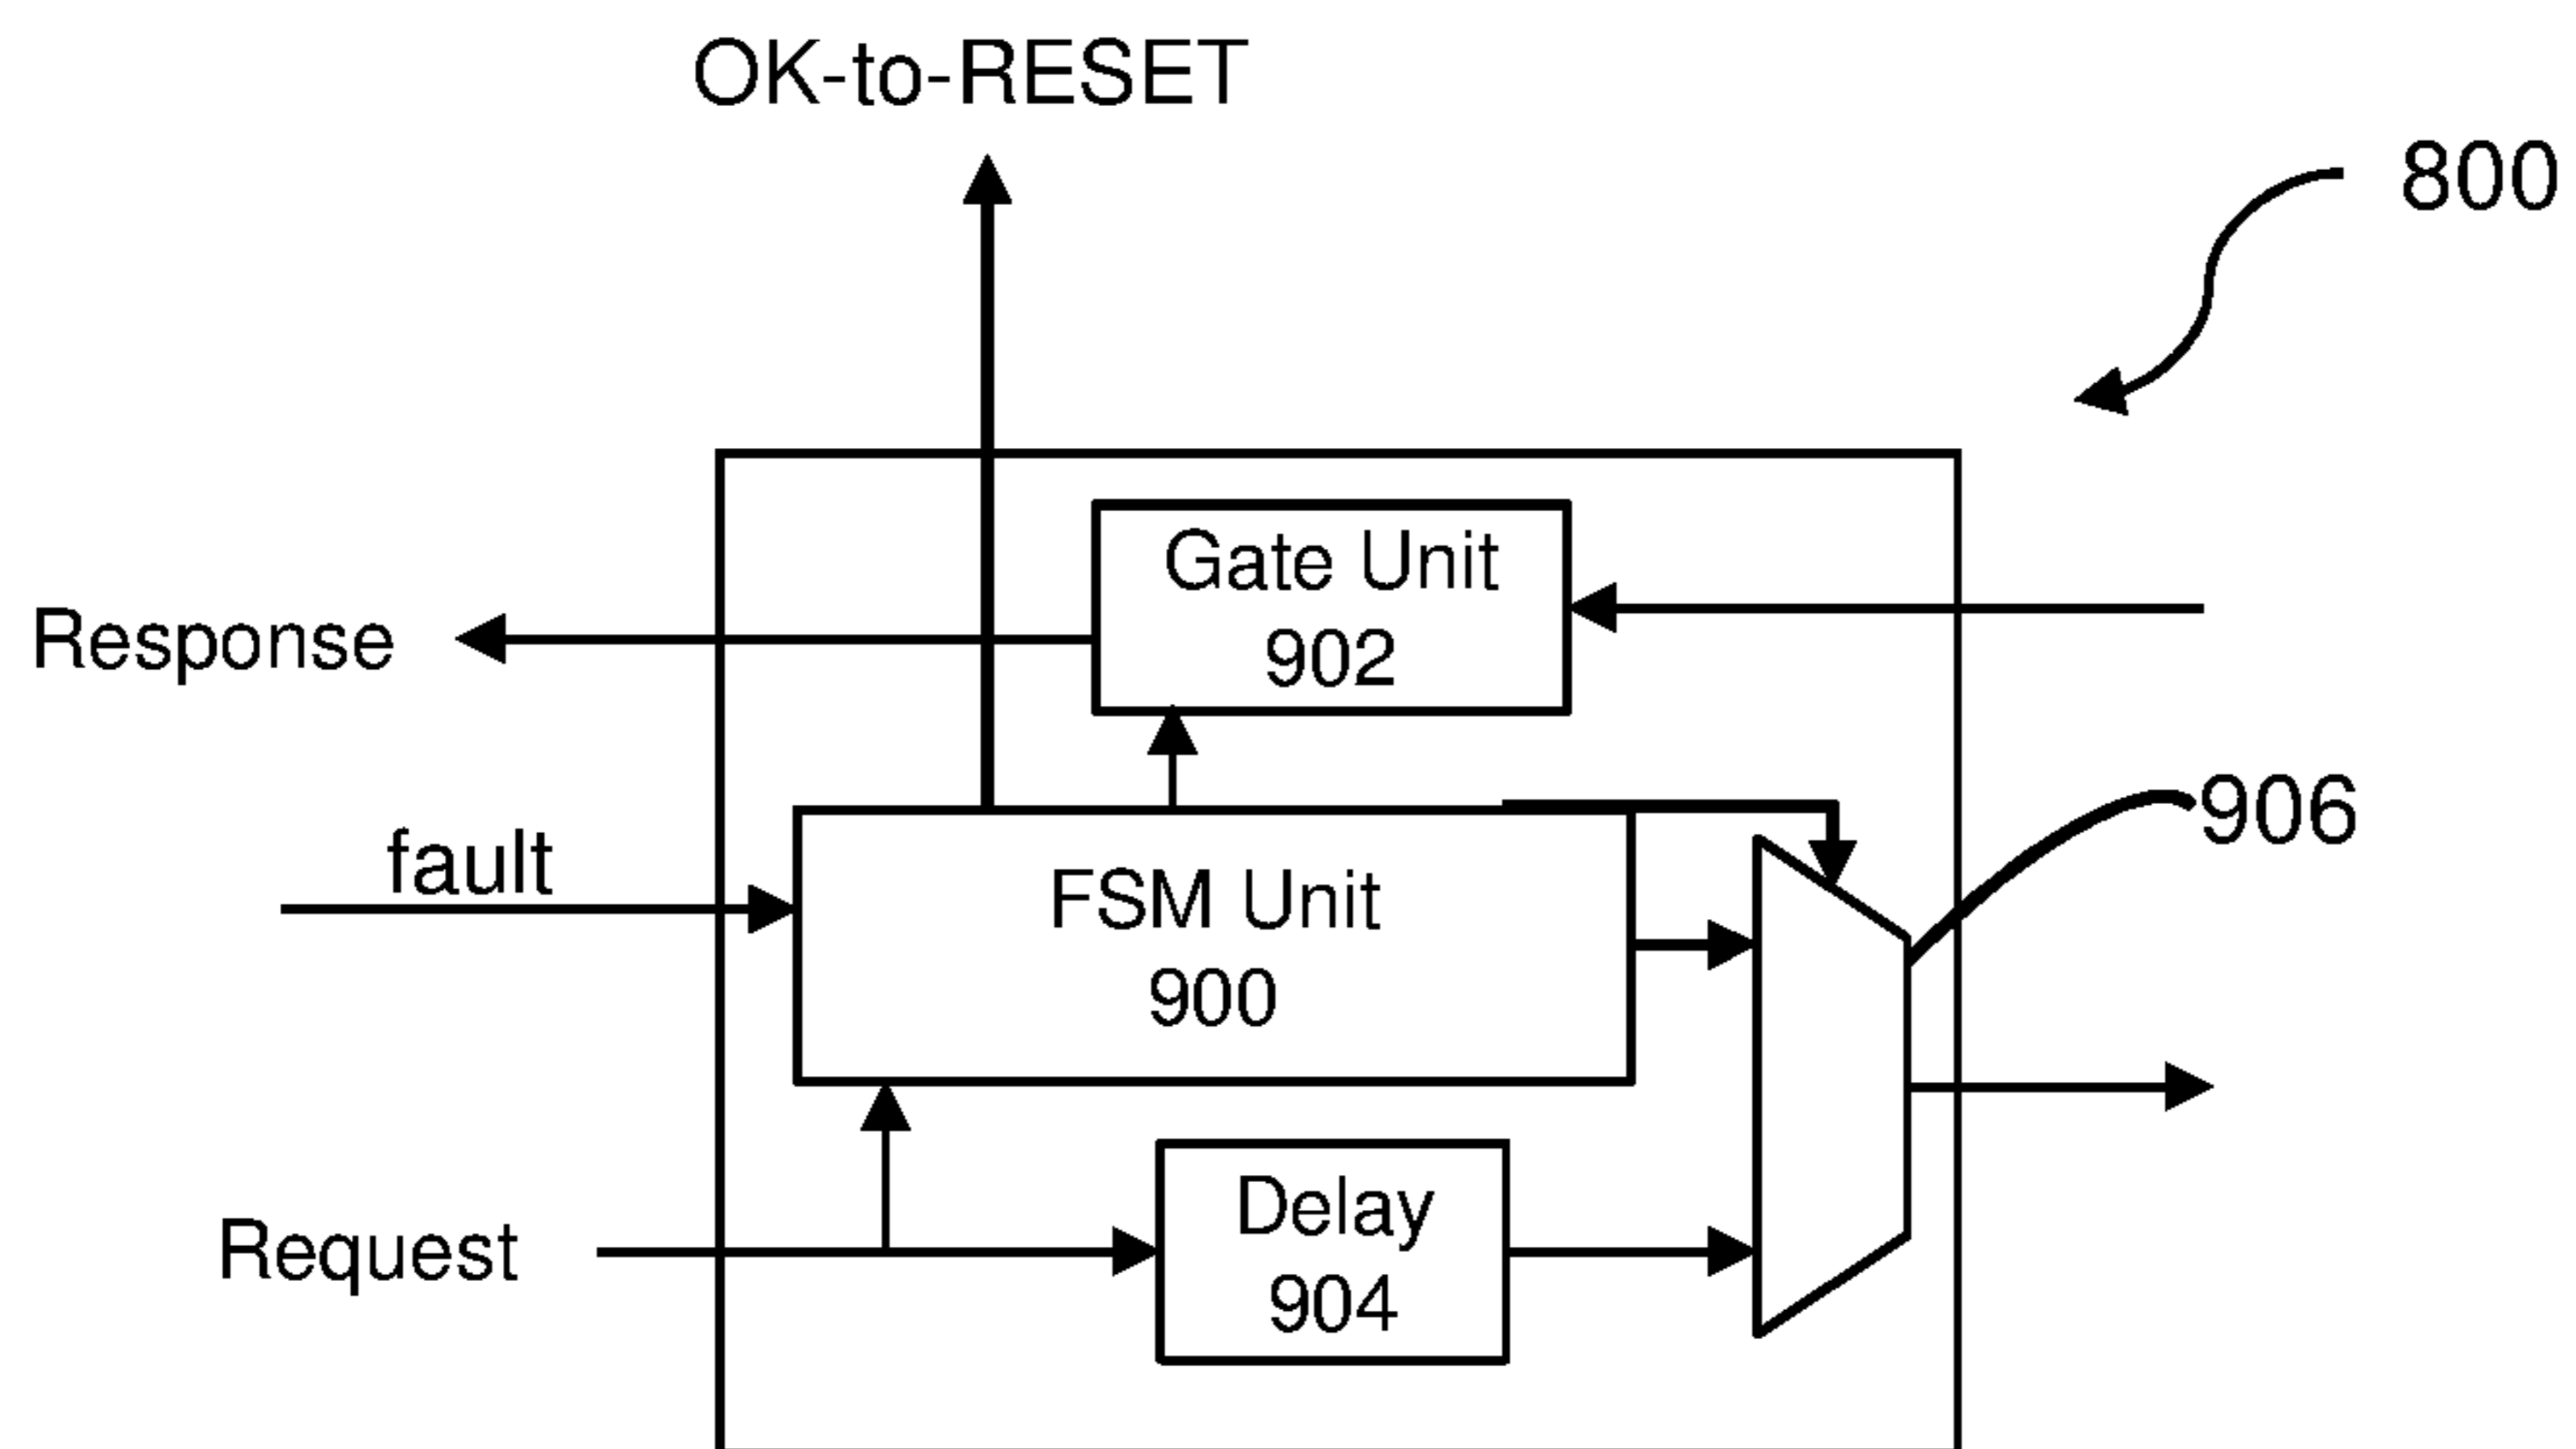 OK-to-RESET
800
Gate Unit
902
Response
906
fault
FSM Unit
900
Delay
904
Request